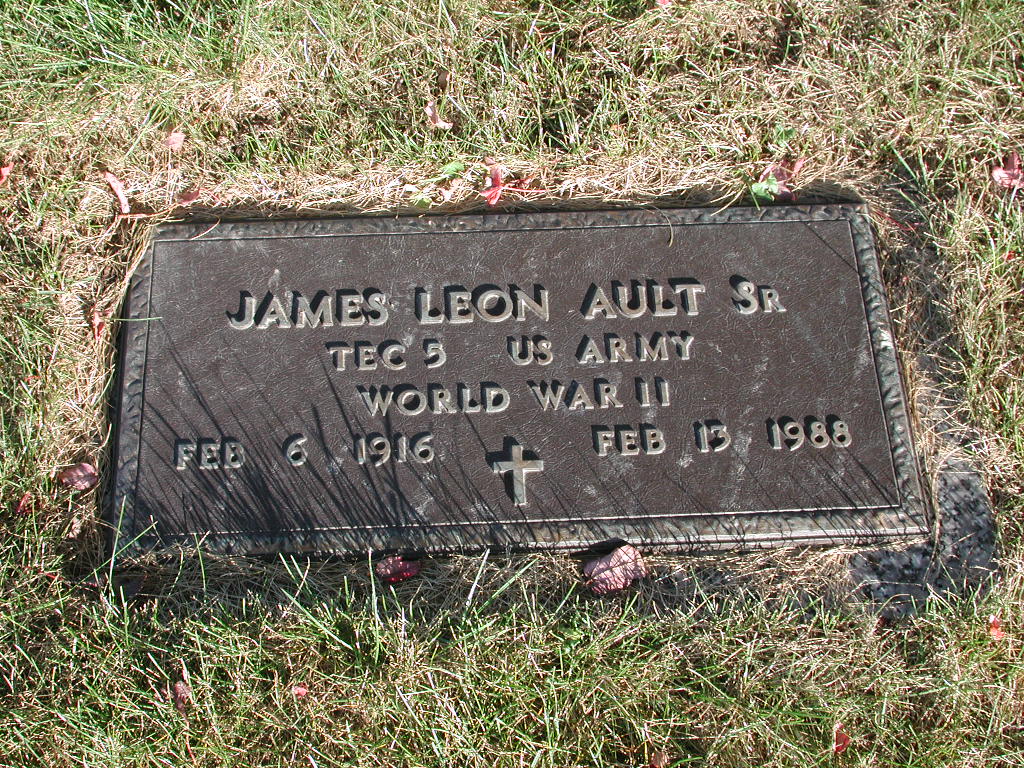 JAMES LEON AULT SR
TEC 5 US ARMY
WORLD WAR II
FEB 6 1916 FEB 13 1988